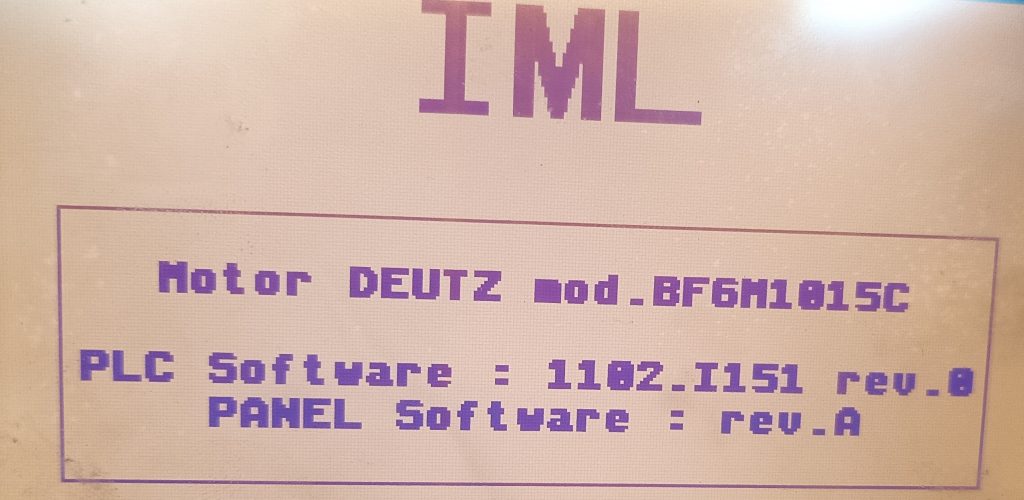 IML
Motor DEUTZ mod.BF6M1015C
PLC Software : 1102.I151 rev.0
PANEL Software : rev.A